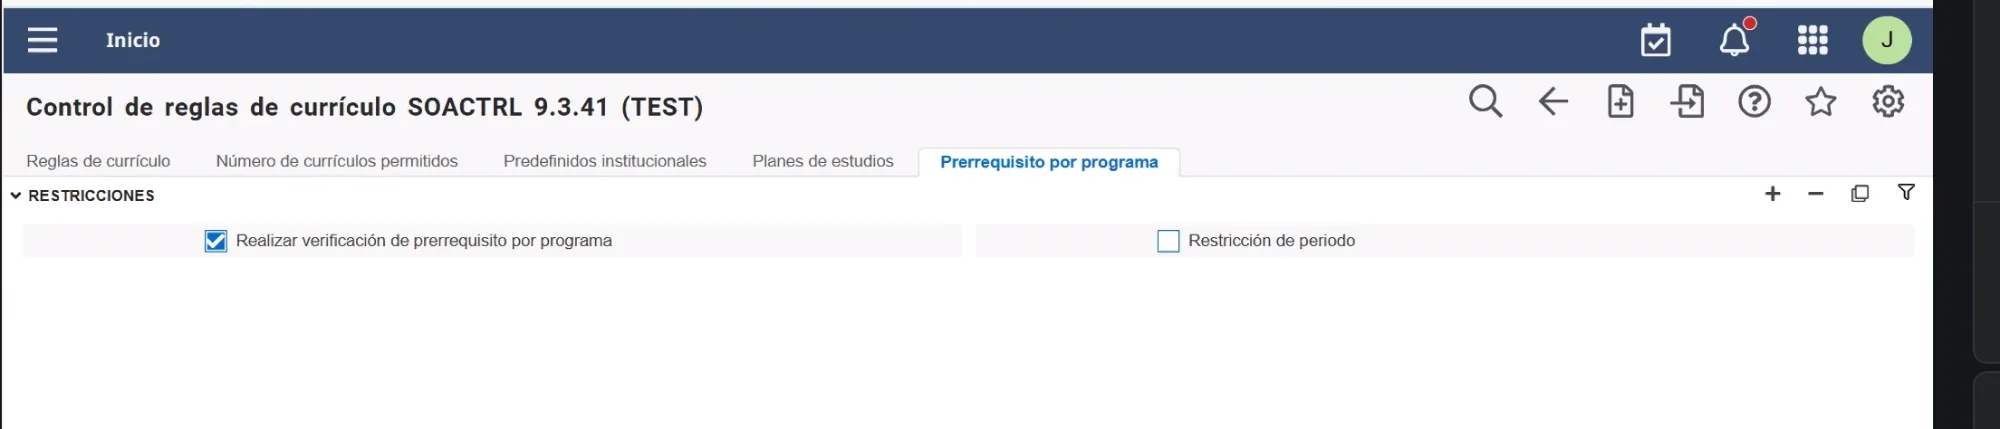 Inicio
J
Control de reglas de currículo SOACTRL 9.3.41 (TEST)
Reglas de currículo Número de currículos permitidos Predefinidos institucionales Planes de estudios Prerrequisito por programa
RESTRICCIONES
Realizar verificación de prerrequisito por programa Restricción de periodo